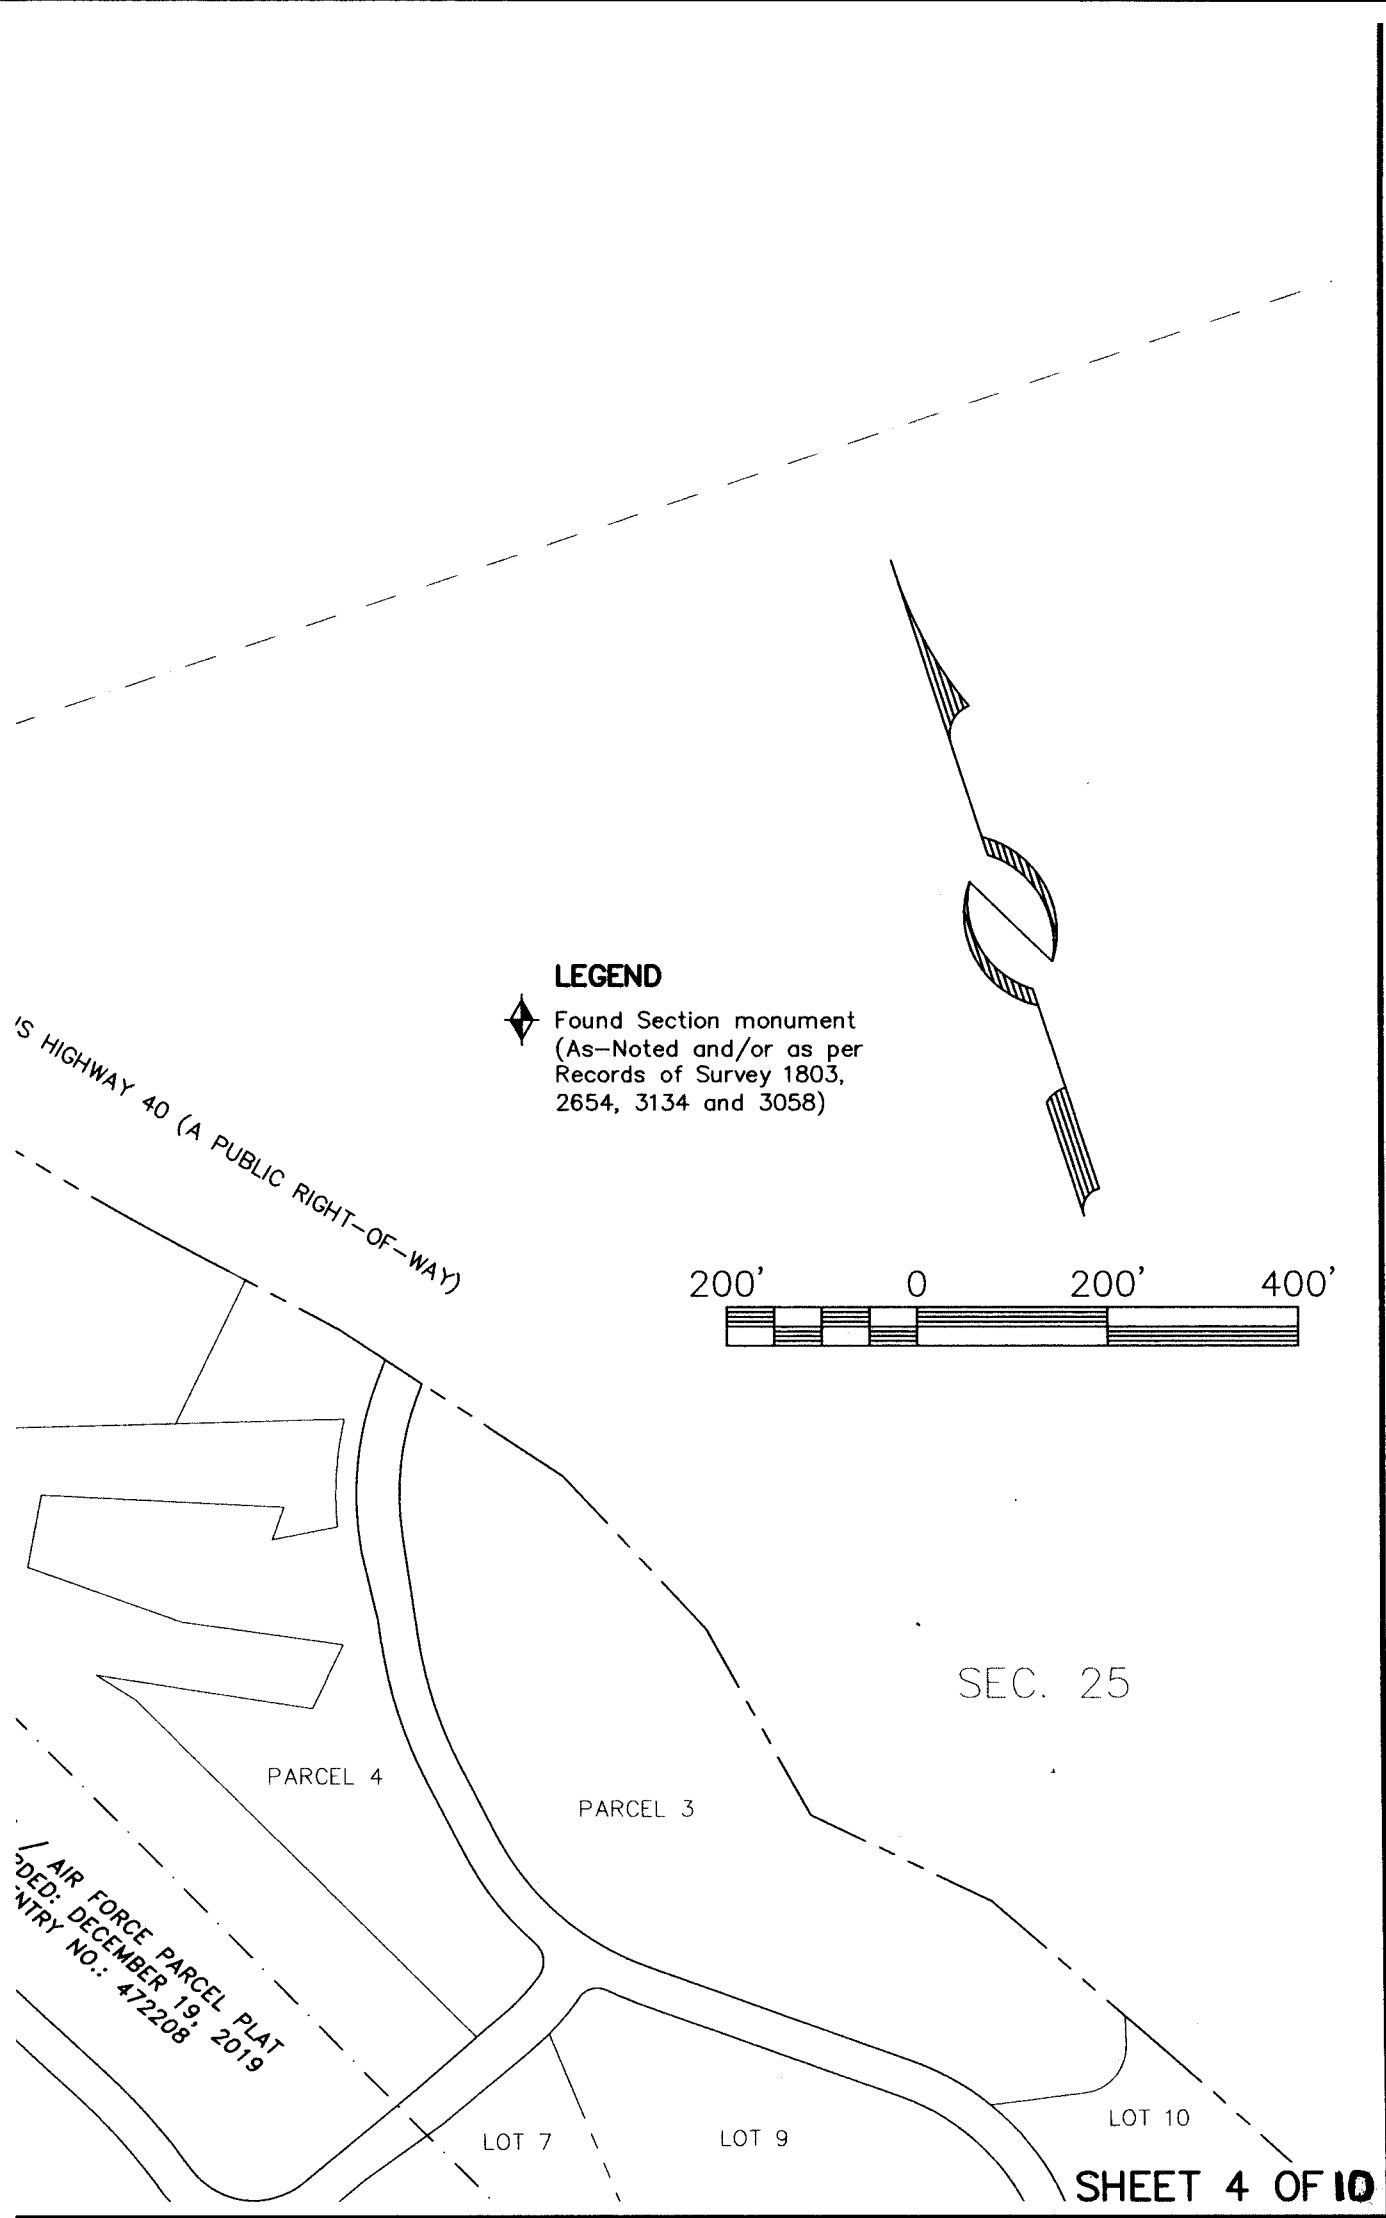 LEGEND
Found Section monument
(As-Noted and/or as per
Records of Survey 1803,
2654, 3134 and 3058)
HIGHWAY 40 (A PUBLIC RIGHT-OF-WAY)
200' 0 200' 400'
SEC. 25
PARCEL 4
PARCEL 3
/ AIR FORCE PARCEL PLAT
RDED: DECEMBER 19, 2019
NTRY NO.: 472208
LOT 7
LOT 9
LOT 10
SHEET 4 OF 10